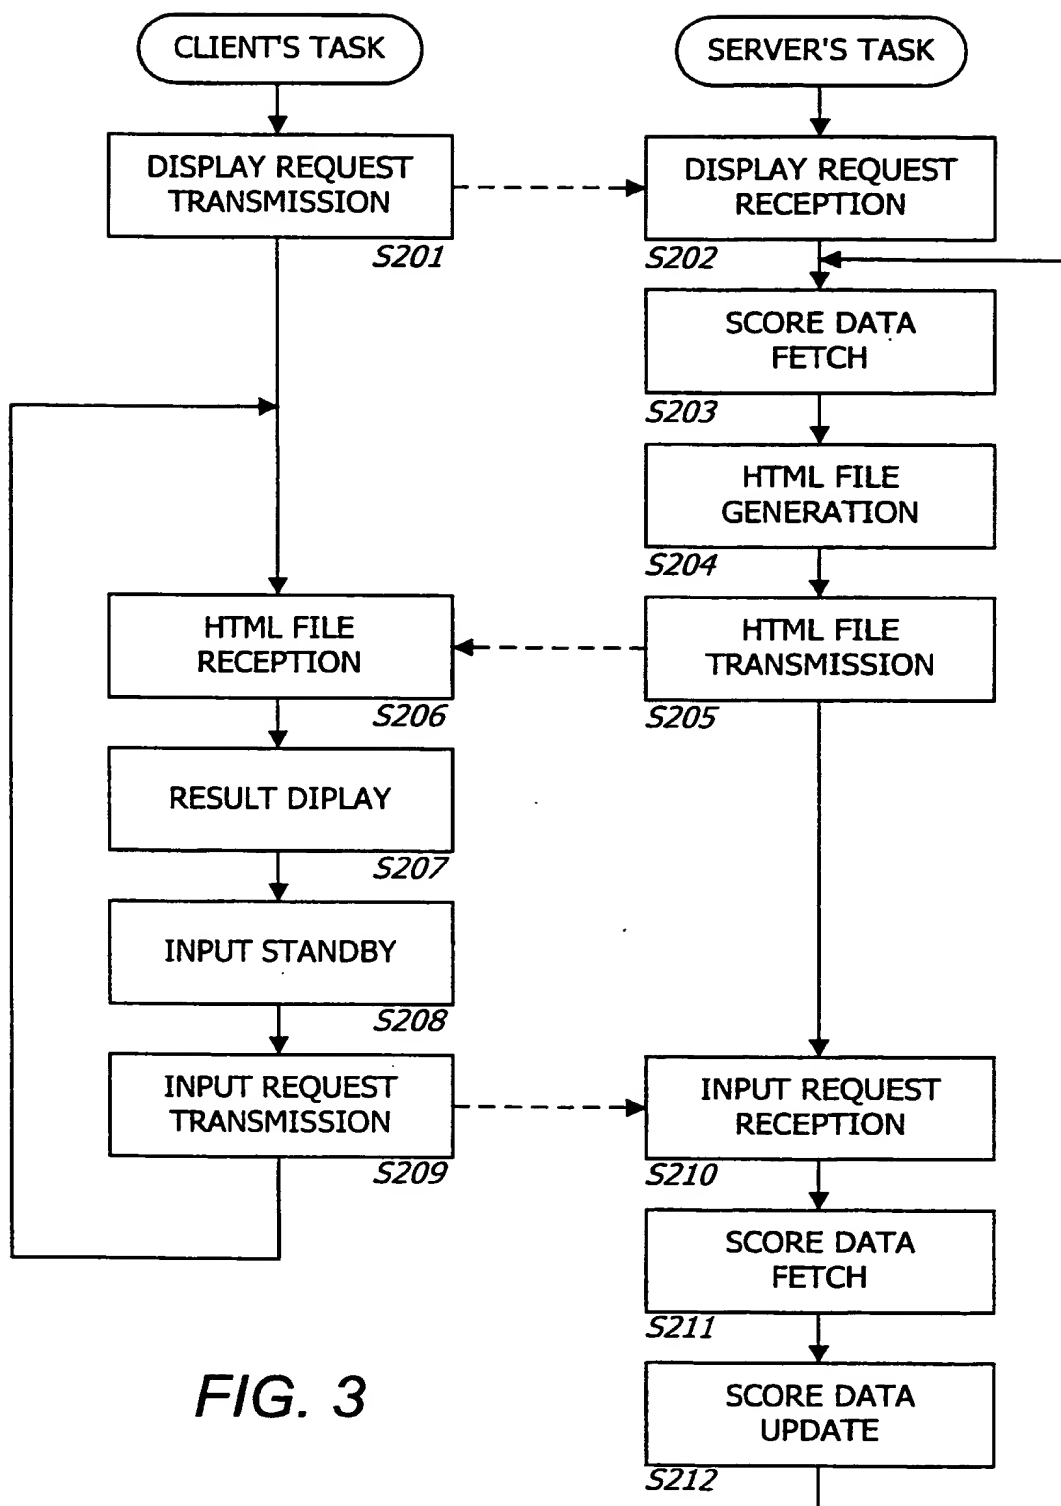 CLIENT'S TASK
SERVER'S TASK
DISPLAY REQUEST
TRANSMISSION
S201
DISPLAY REQUEST
RECEPTION
S202
SCORE DATA
FETCH
S203
HTML FILE
GENERATION
S204
HTML FILE
RECEPTION
S206
HTML FILE
TRANSMISSION
S205
RESULT DIPLAY
S207
INPUT STANDBY
S208
INPUT REQUEST
TRANSMISSION
S209
INPUT REQUEST
RECEPTION
S210
SCORE DATA
FETCH
S211
SCORE DATA
UPDATE
S212
FIG. 3